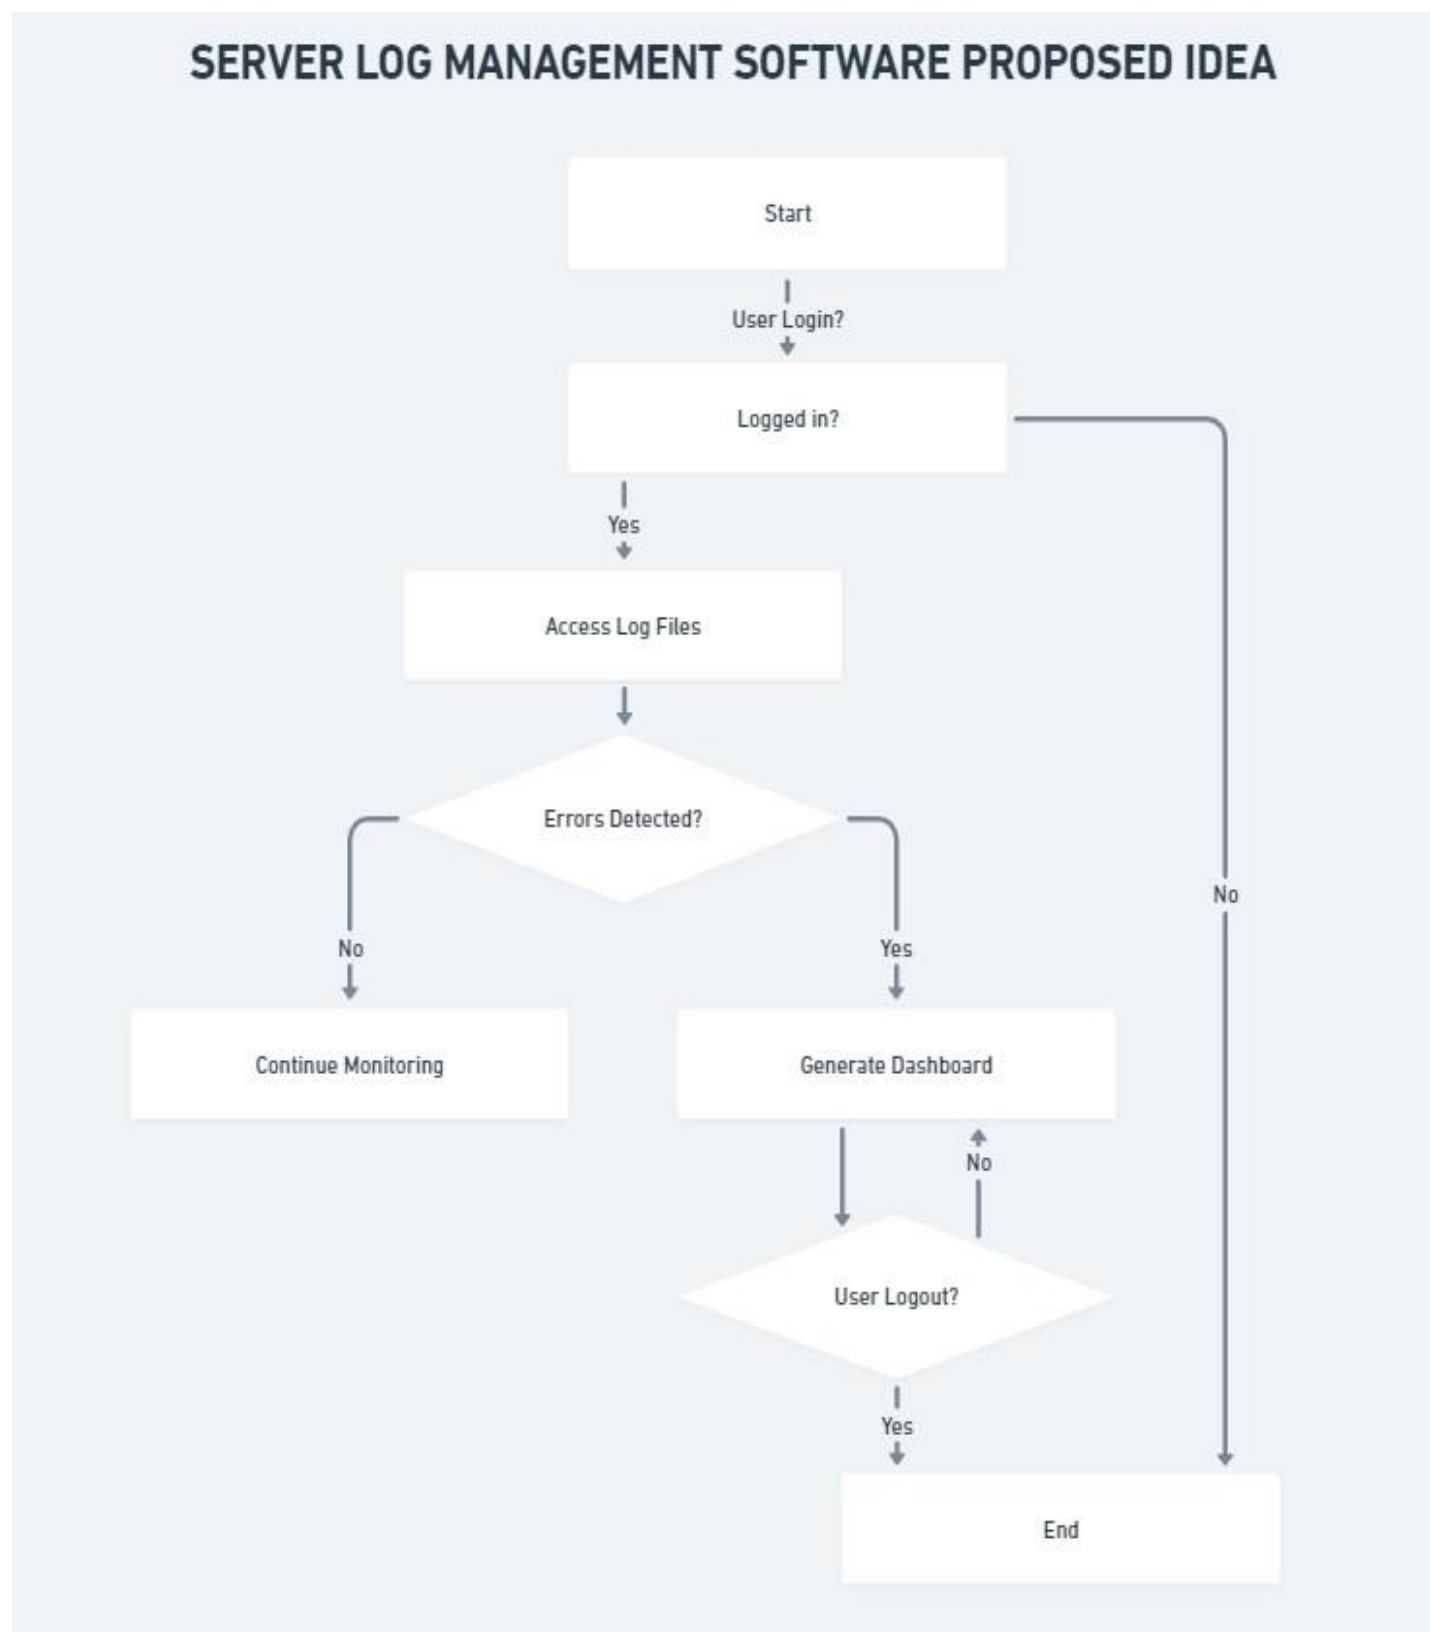 SERVER LOG MANAGEMENT SOFTWARE PROPOSED IDEA
Start
User Login?
Logged in?
Yes
Access Log Files
Errors Detected?
No
No
Yes
Continue Monitoring
Generate Dashboard
No
User Logout?
Yes
End